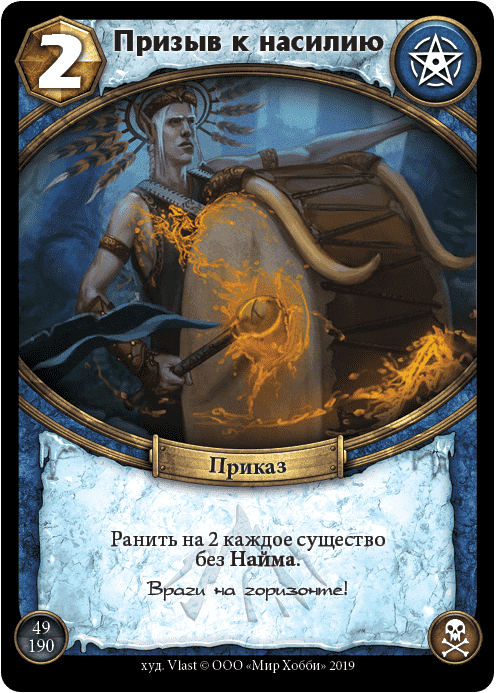 2
Призыв к насилию
Приказ
Ранить на 2 каждое существо
без Найма.
Враги на горизонте!
49
190
худ. Vlast © ООО «Мир Хобби» 2019